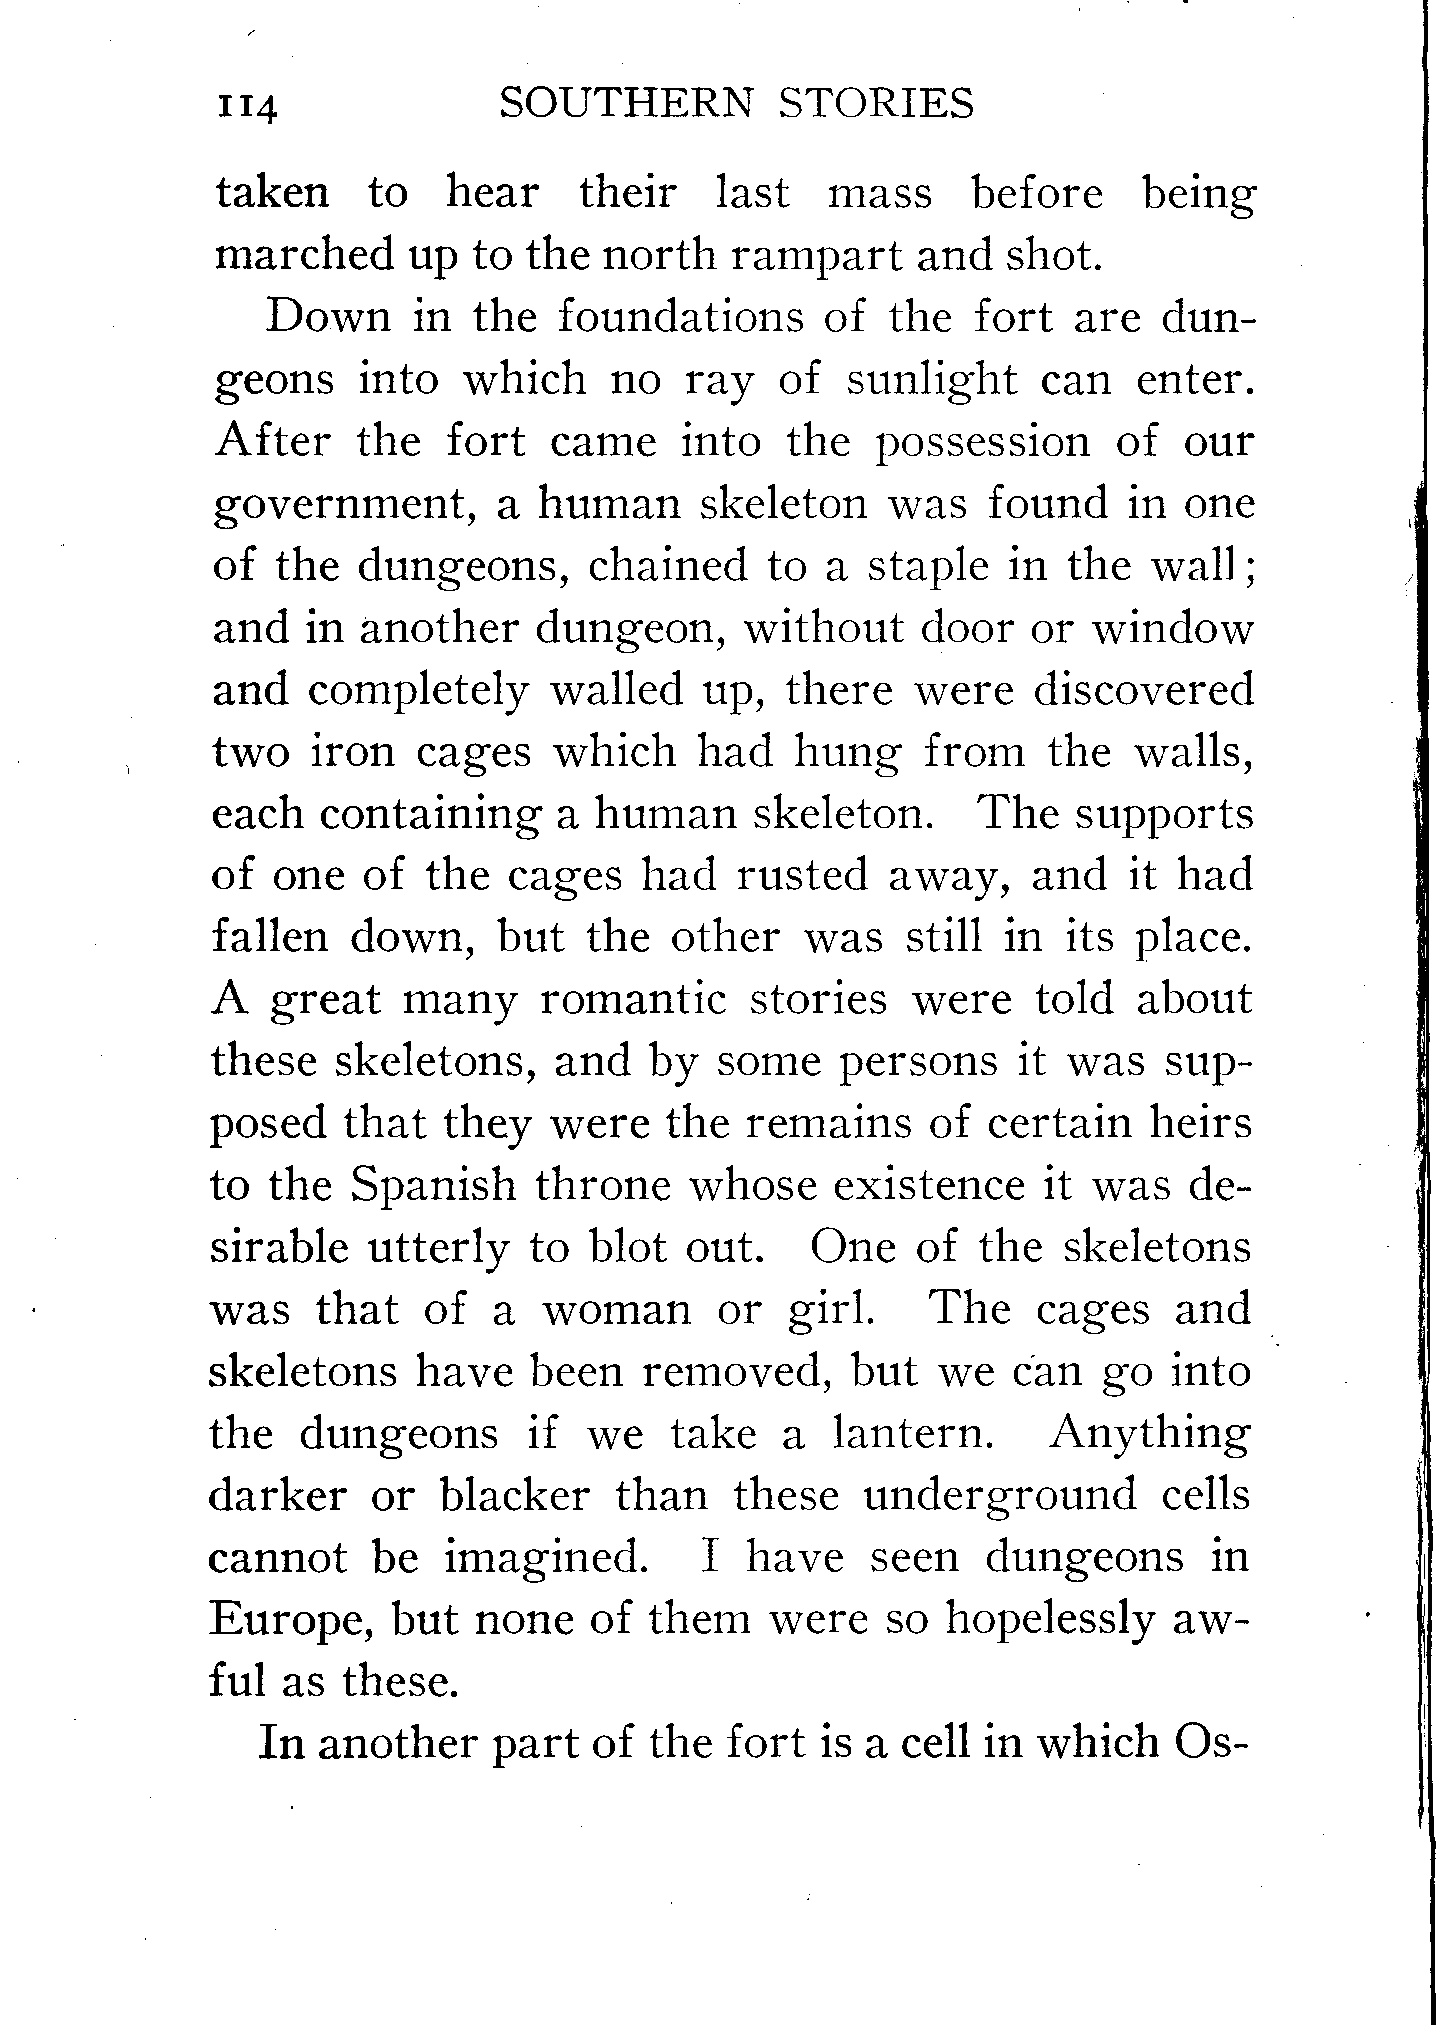 114 SOUTHERN STORIES
taken to hear their last mass before being
marched up to the north rampart and shot.
Down in the foundations of the fort are dun-
geons into which no ray of sunlight can enter.
After the fort came into the possession of our
government, a human skeleton was found in one
of the dungeons, chained to a staple in the wall;
and in another dungeon, without door or window
and completely walled up, there were discovered
two iron cages which had hung from the walls,
each containing a human skeleton. The supports
of one of the cages had rusted away, and it had
fallen down, but the other was still in its place.
A great many romantic stories were told about
these skeletons, and by some persons it was sup-
posed that they were the remains of certain heirs
to the Spanish throne whose existence it was de-
sirable utterly to blot out. One of the skeletons
was that of a woman or girl. The cages and
skeletons have been removed, but we can go into
the dungeons if we take a lantern. Anything
darker or blacker than these underground cells
cannot be imagined. I have seen dungeons in
Europe, but none of them were so hopelessly aw-
ful as these.
In another part of the fort is a cell in which Os-